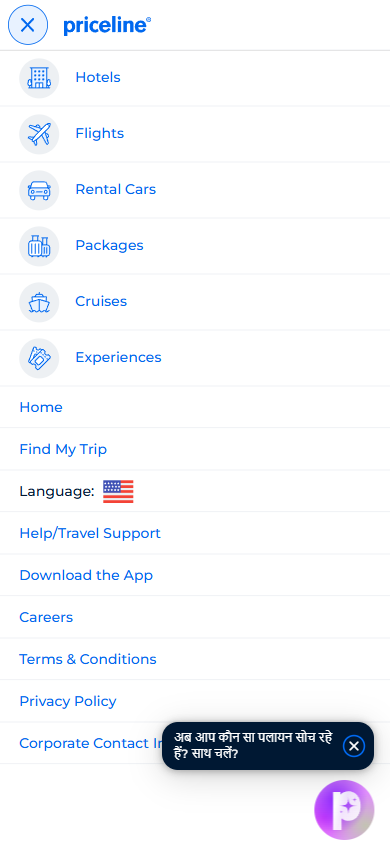 priceline®
Hotels
Flights
Rental Cars
Packages
Cruises
Experiences
Home
Find My Trip
Language:
Help/Travel Support
Download the App
Careers
Terms & Conditions
Privacy Policy
Corporate Contact
अब आप कौन सा पलायन सोच रहे
हैं? साथ चलें?
p